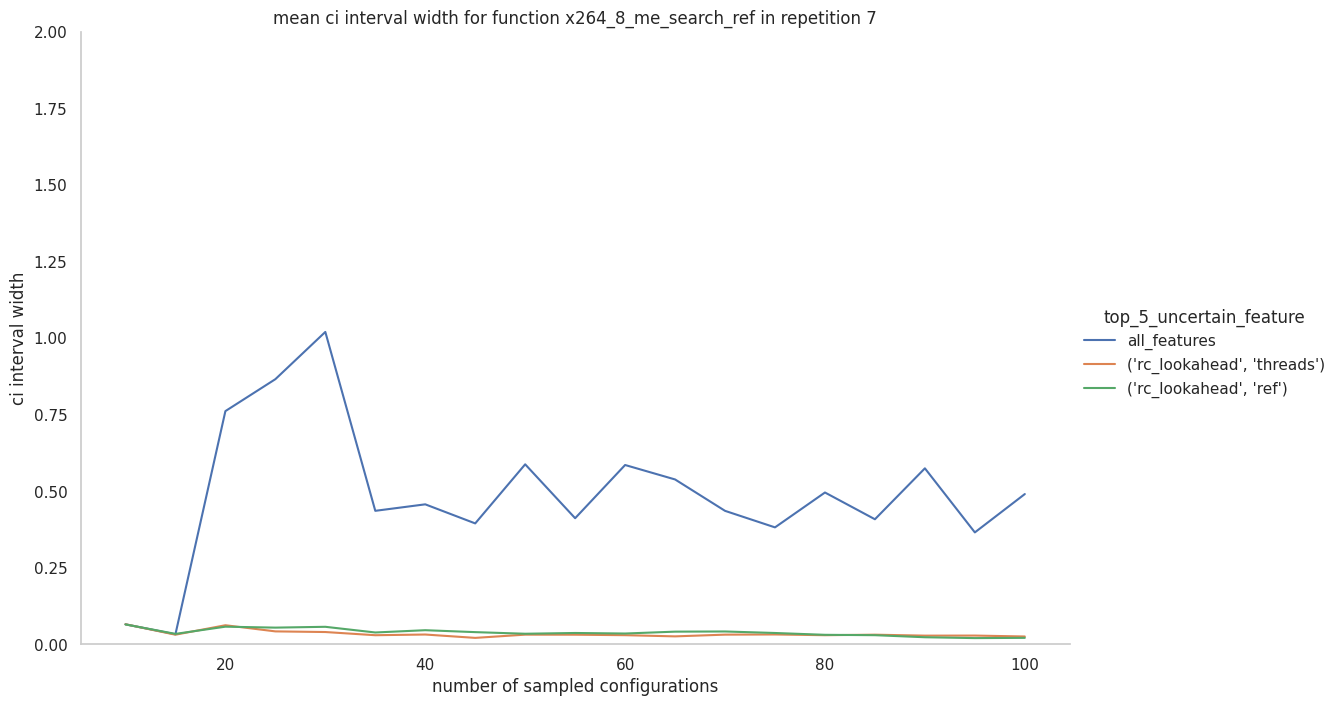 mean ci interval width for function x264_8_me_search_ref in repetition 7
2.00
1.75
1.50
1.25
1.00
0.75
0.50
0.25
0.00
ci interval width
20
40
60
80
100
number of sampled configurations
top_5_uncertain_feature
all_features
('rc_lookahead', 'threads')
('rc_lookahead', 'ref')